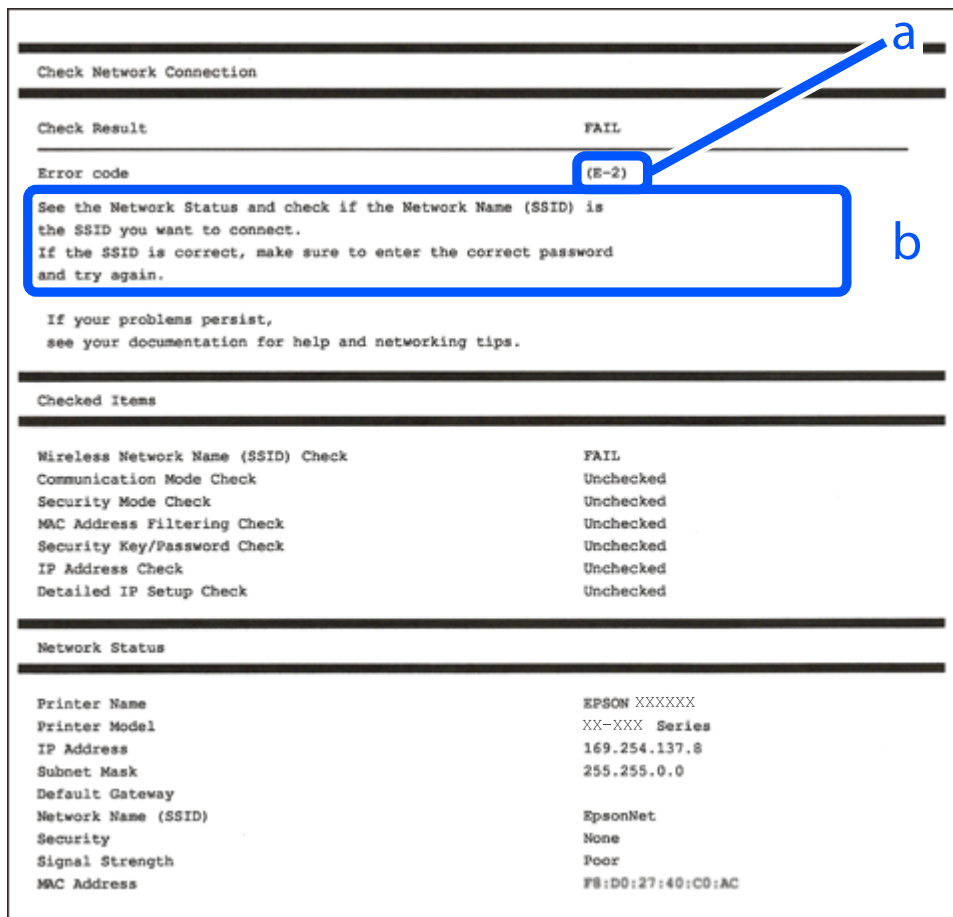 a
Check Network Connection
Check Result FAIL
Error code (E-2)
See the Network Status and check if the Network Name (SSID) is
the SSID you want to connect.
If the SSID is correct, make sure to enter the correct password
and try again.
b
If your problems persist,
see your documentation for help and networking tips.
Checked Items
Wireless Network Name (SSID) Check FAIL
Communication Mode Check Unchecked
Security Mode Check Unchecked
MAC Address Filtering Check Unchecked
Security Key/Password Check Unchecked
IP Address Check Unchecked
Detailed IP Setup Check Unchecked
Network Status
Printer Name EPSON XXXXXX
Printer Model XX-XXX Series
IP Address 169.254.137.8
Subnet Mask 255.255.0.0
Default Gateway
Network Name (SSID) EpsonNet
Security None
Signal Strength Poor
MAC Address F8:D0:27:40:C0:AC